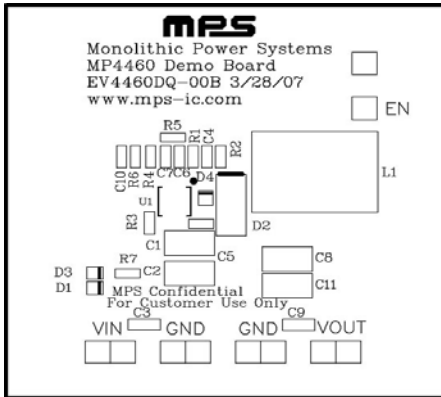 mps
Monolithic Power Systems
MP4460 Demo Board
EV4460DQ-00B 3/28/07
www.mps-ic.com
EN
R5
R1
C4
R2
C10
R6
R4
C7
C6
D4
L1
U1
R3
D2
C1
C5
C8
R7
C2
D3
D1
C11
MPS Confidential
For Customer Use Only
C3
C9
VIN GND GND VOUT